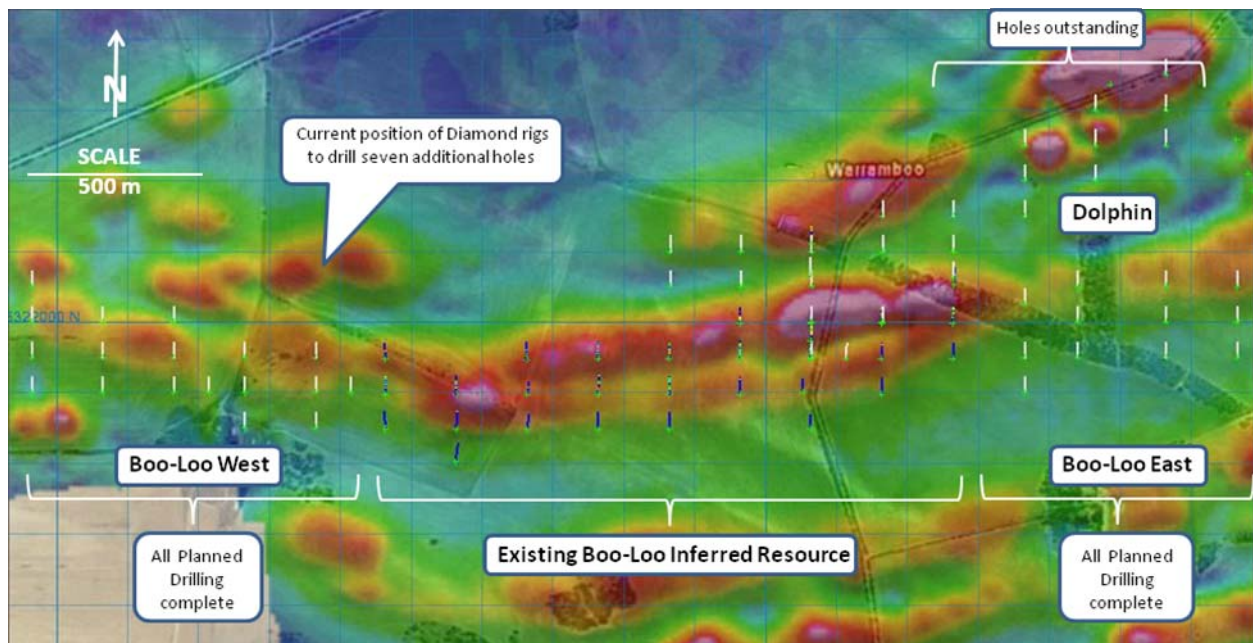 Holes outstanding
N
Current position of Diamond rigs
to drill seven additional holes
SCALE
500 m
Warramboo
Dolphin
6322000 N
Boo-Loo West
Boo-Loo East
All Planned
Drilling
complete
Existing Boo-Loo Inferred Resource
All Planned
Drilling
complete